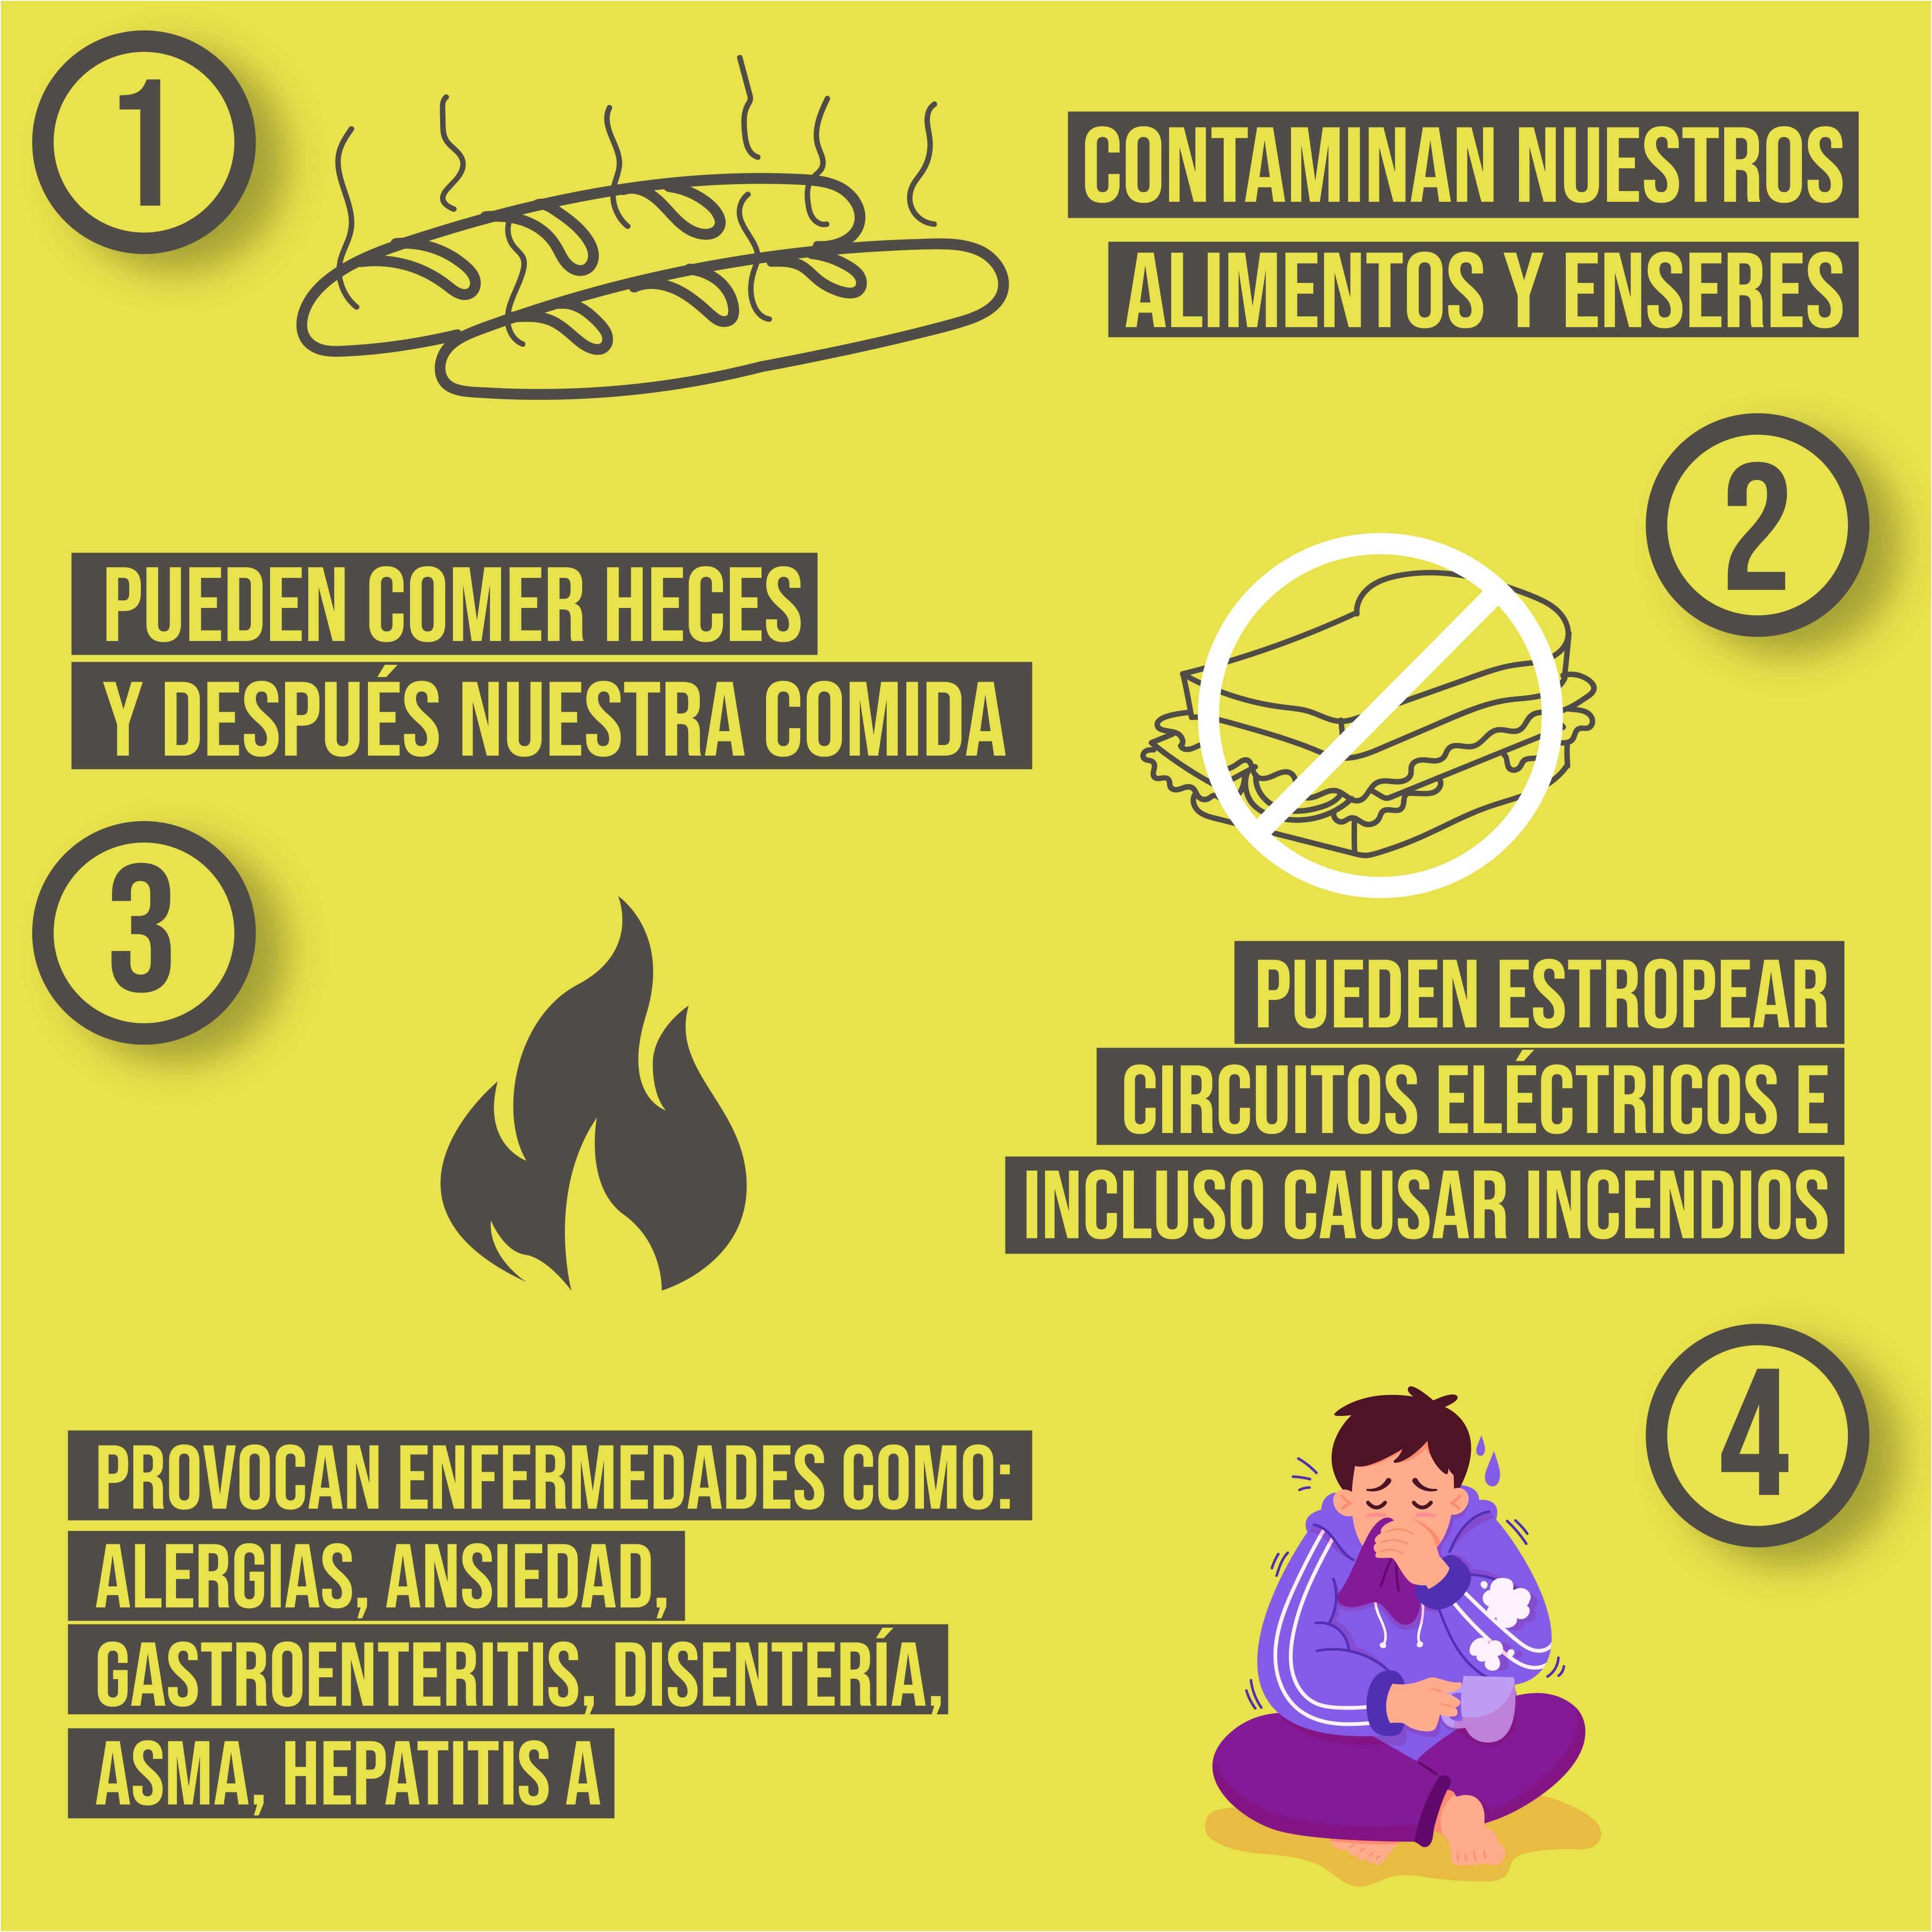 1
CONTAMINAN NUESTROS
ALIMENTOS Y ENSERES
2
PUEDEN COMER HECES
Y DESPUÉS NUESTRA COMIDA
3
PUEDEN ESTROPEAR
CIRCUITOS ELÉCTRICOS E
INCLUSO CAUSAR INCENDIOS
4
PROVOCAN ENFERMEDADES COMO:
ALERGIAS, ANSIEDAD,
GASTROENTERITIS, DISENTERÍA,
ASMA, HEPATITIS A